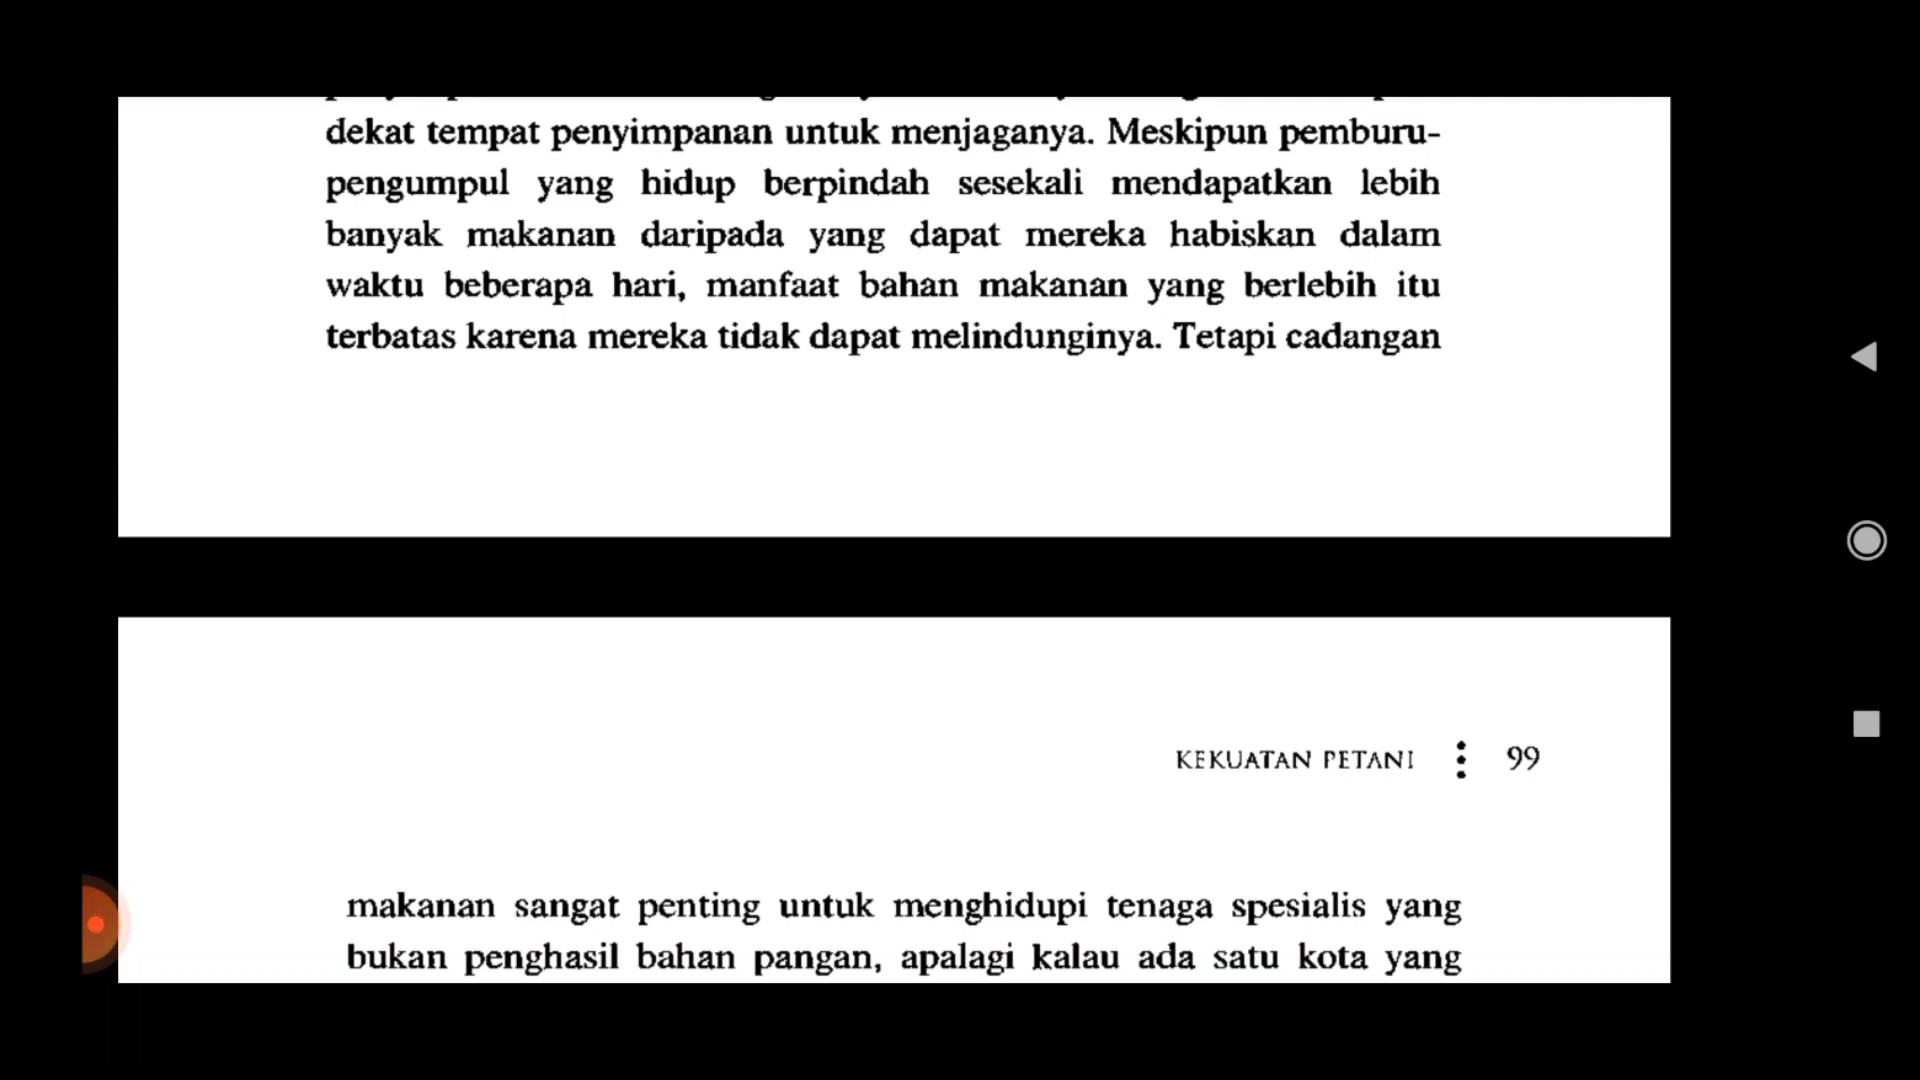 dekat tempat penyimpanan untuk menjaganya. Meskipun pemburu-
pengumpul yang hidup berpindah sesekali mendapatkan lebih
banyak makanan daripada yang dapat mereka habiskan dalam
waktu beberapa hari, manfaat bahan makanan yang berlebih itu
terbatas karena mereka tidak dapat melindunginya. Tetapi cadangan
KEKUATAN PETANI ⋮ 99
makanan sangat penting untuk menghidupi tenaga spesialis yang
bukan penghasil bahan pangan, apalagi kalau ada satu kota yang